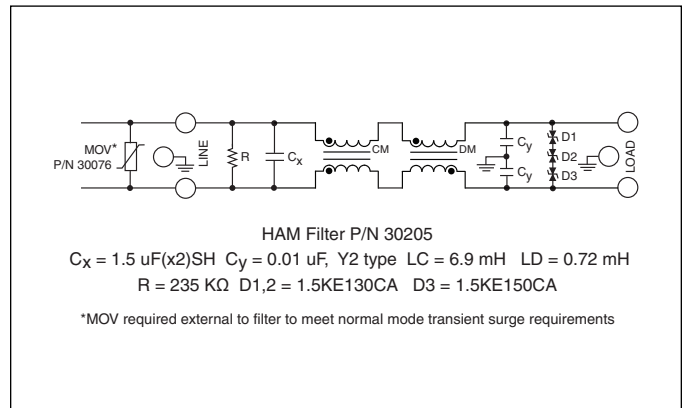 MOV*
P/N 30076
LINE
R
Cx
CM
DM
Cy
Cy
D1
D2
D3
LOAD
HAM Filter P/N 30205
Cx = 1.5 uF(x2)SH Cy = 0.01 uF, Y2 type LC = 6.9 mH LD = 0.72 mH
R = 235 KΩ D1,2 = 1.5KE130CA D3 = 1.5KE150CA
*MOV required external to filter to meet normal mode transient surge requirements